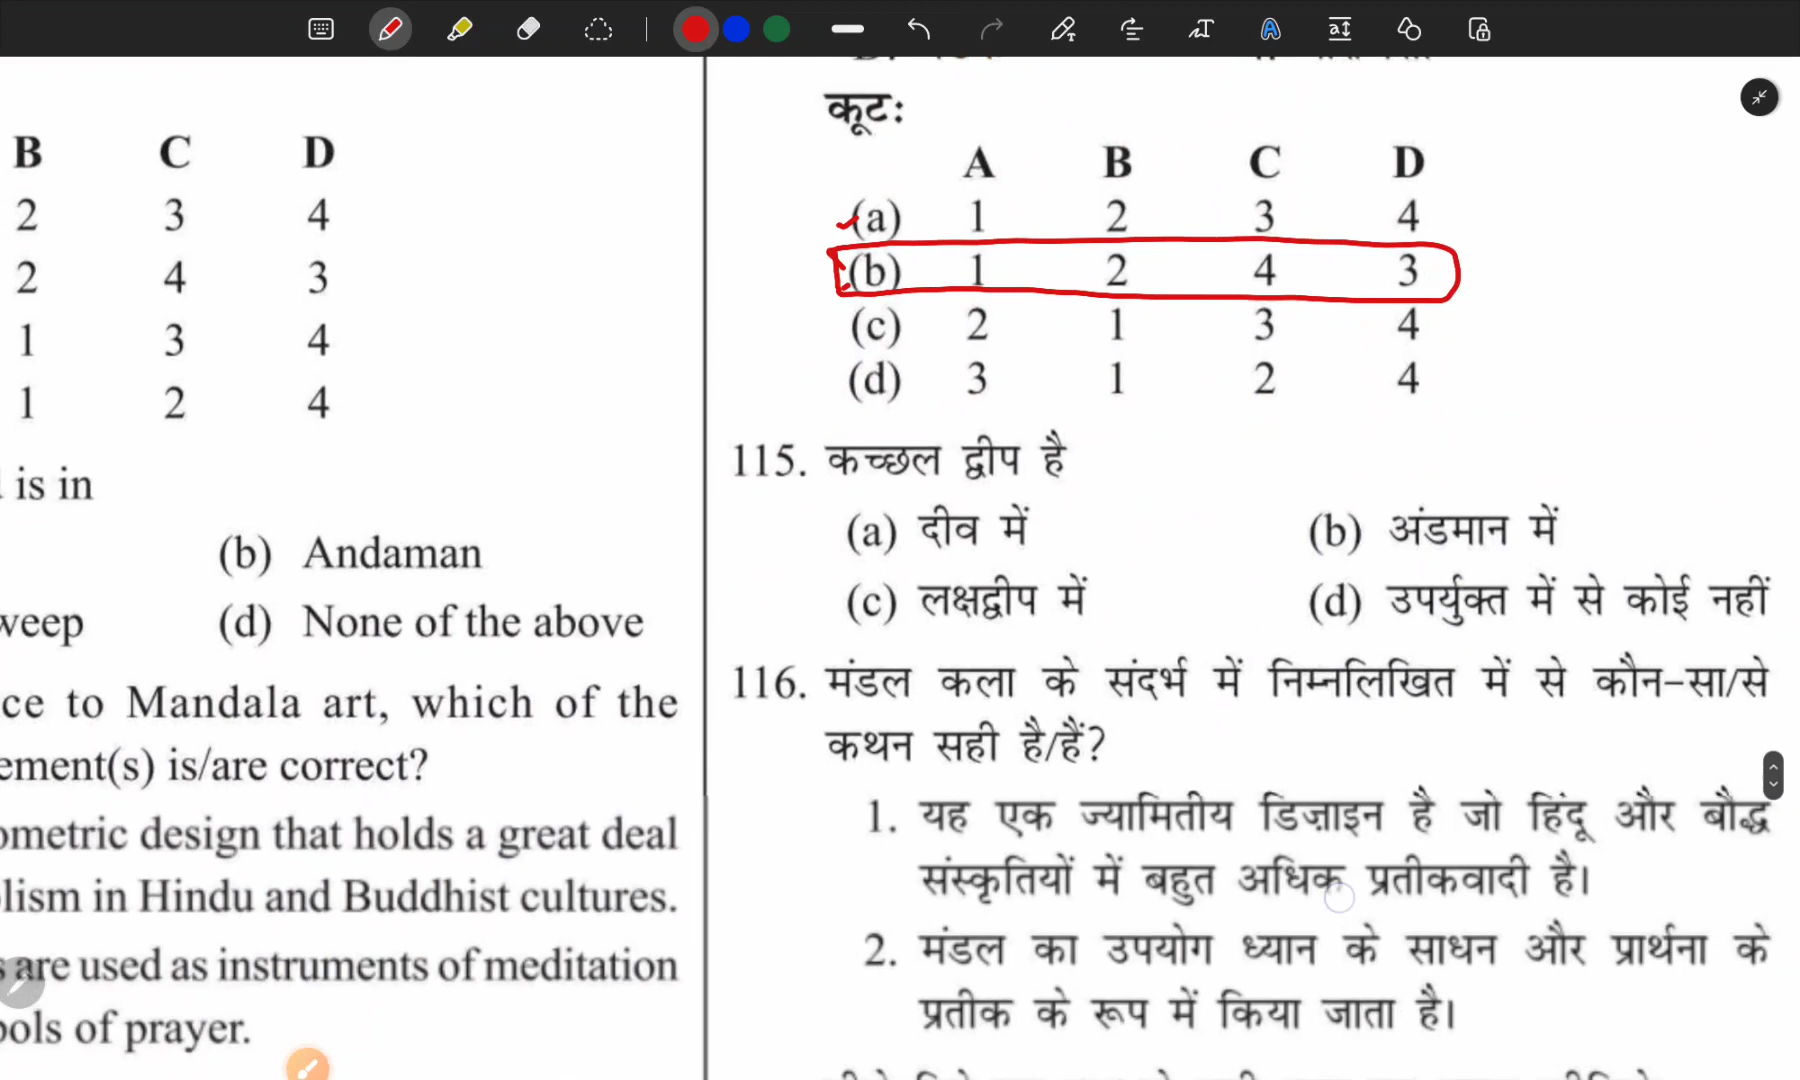 B C D
2 3 4
2 4 3
1 3 4
1 2 4
is in
(b) Andaman
weep (d) None of the above
ce to Mandala art, which of the
ement(s) is/are correct?
ometric design that holds a great deal
lism in Hindu and Buddhist cultures.
are used as instruments of meditation
ools of prayer.
कूट:
A B C D
(a) 1 2 3 4
(b) 1 2 4 3
(c) 2 1 3 4
(d) 3 1 2 4
115. कच्छल द्वीप है
(a) दीव में (b) अंडमान में
(c) लक्षद्वीप में (d) उपर्युक्त में से कोई नहीं
116. मंडल कला के संदर्भ में निम्नलिखित में से कौन-सा/से
कथन सही है/हैं?
1. यह एक ज्यामितीय डिज़ाइन है जो हिंदू और बौद्ध
संस्कृतियों में बहुत अधिक प्रतीकवादी है।
2. मंडल का उपयोग ध्यान के साधन और प्रार्थना के
प्रतीक के रूप में किया जाता है।